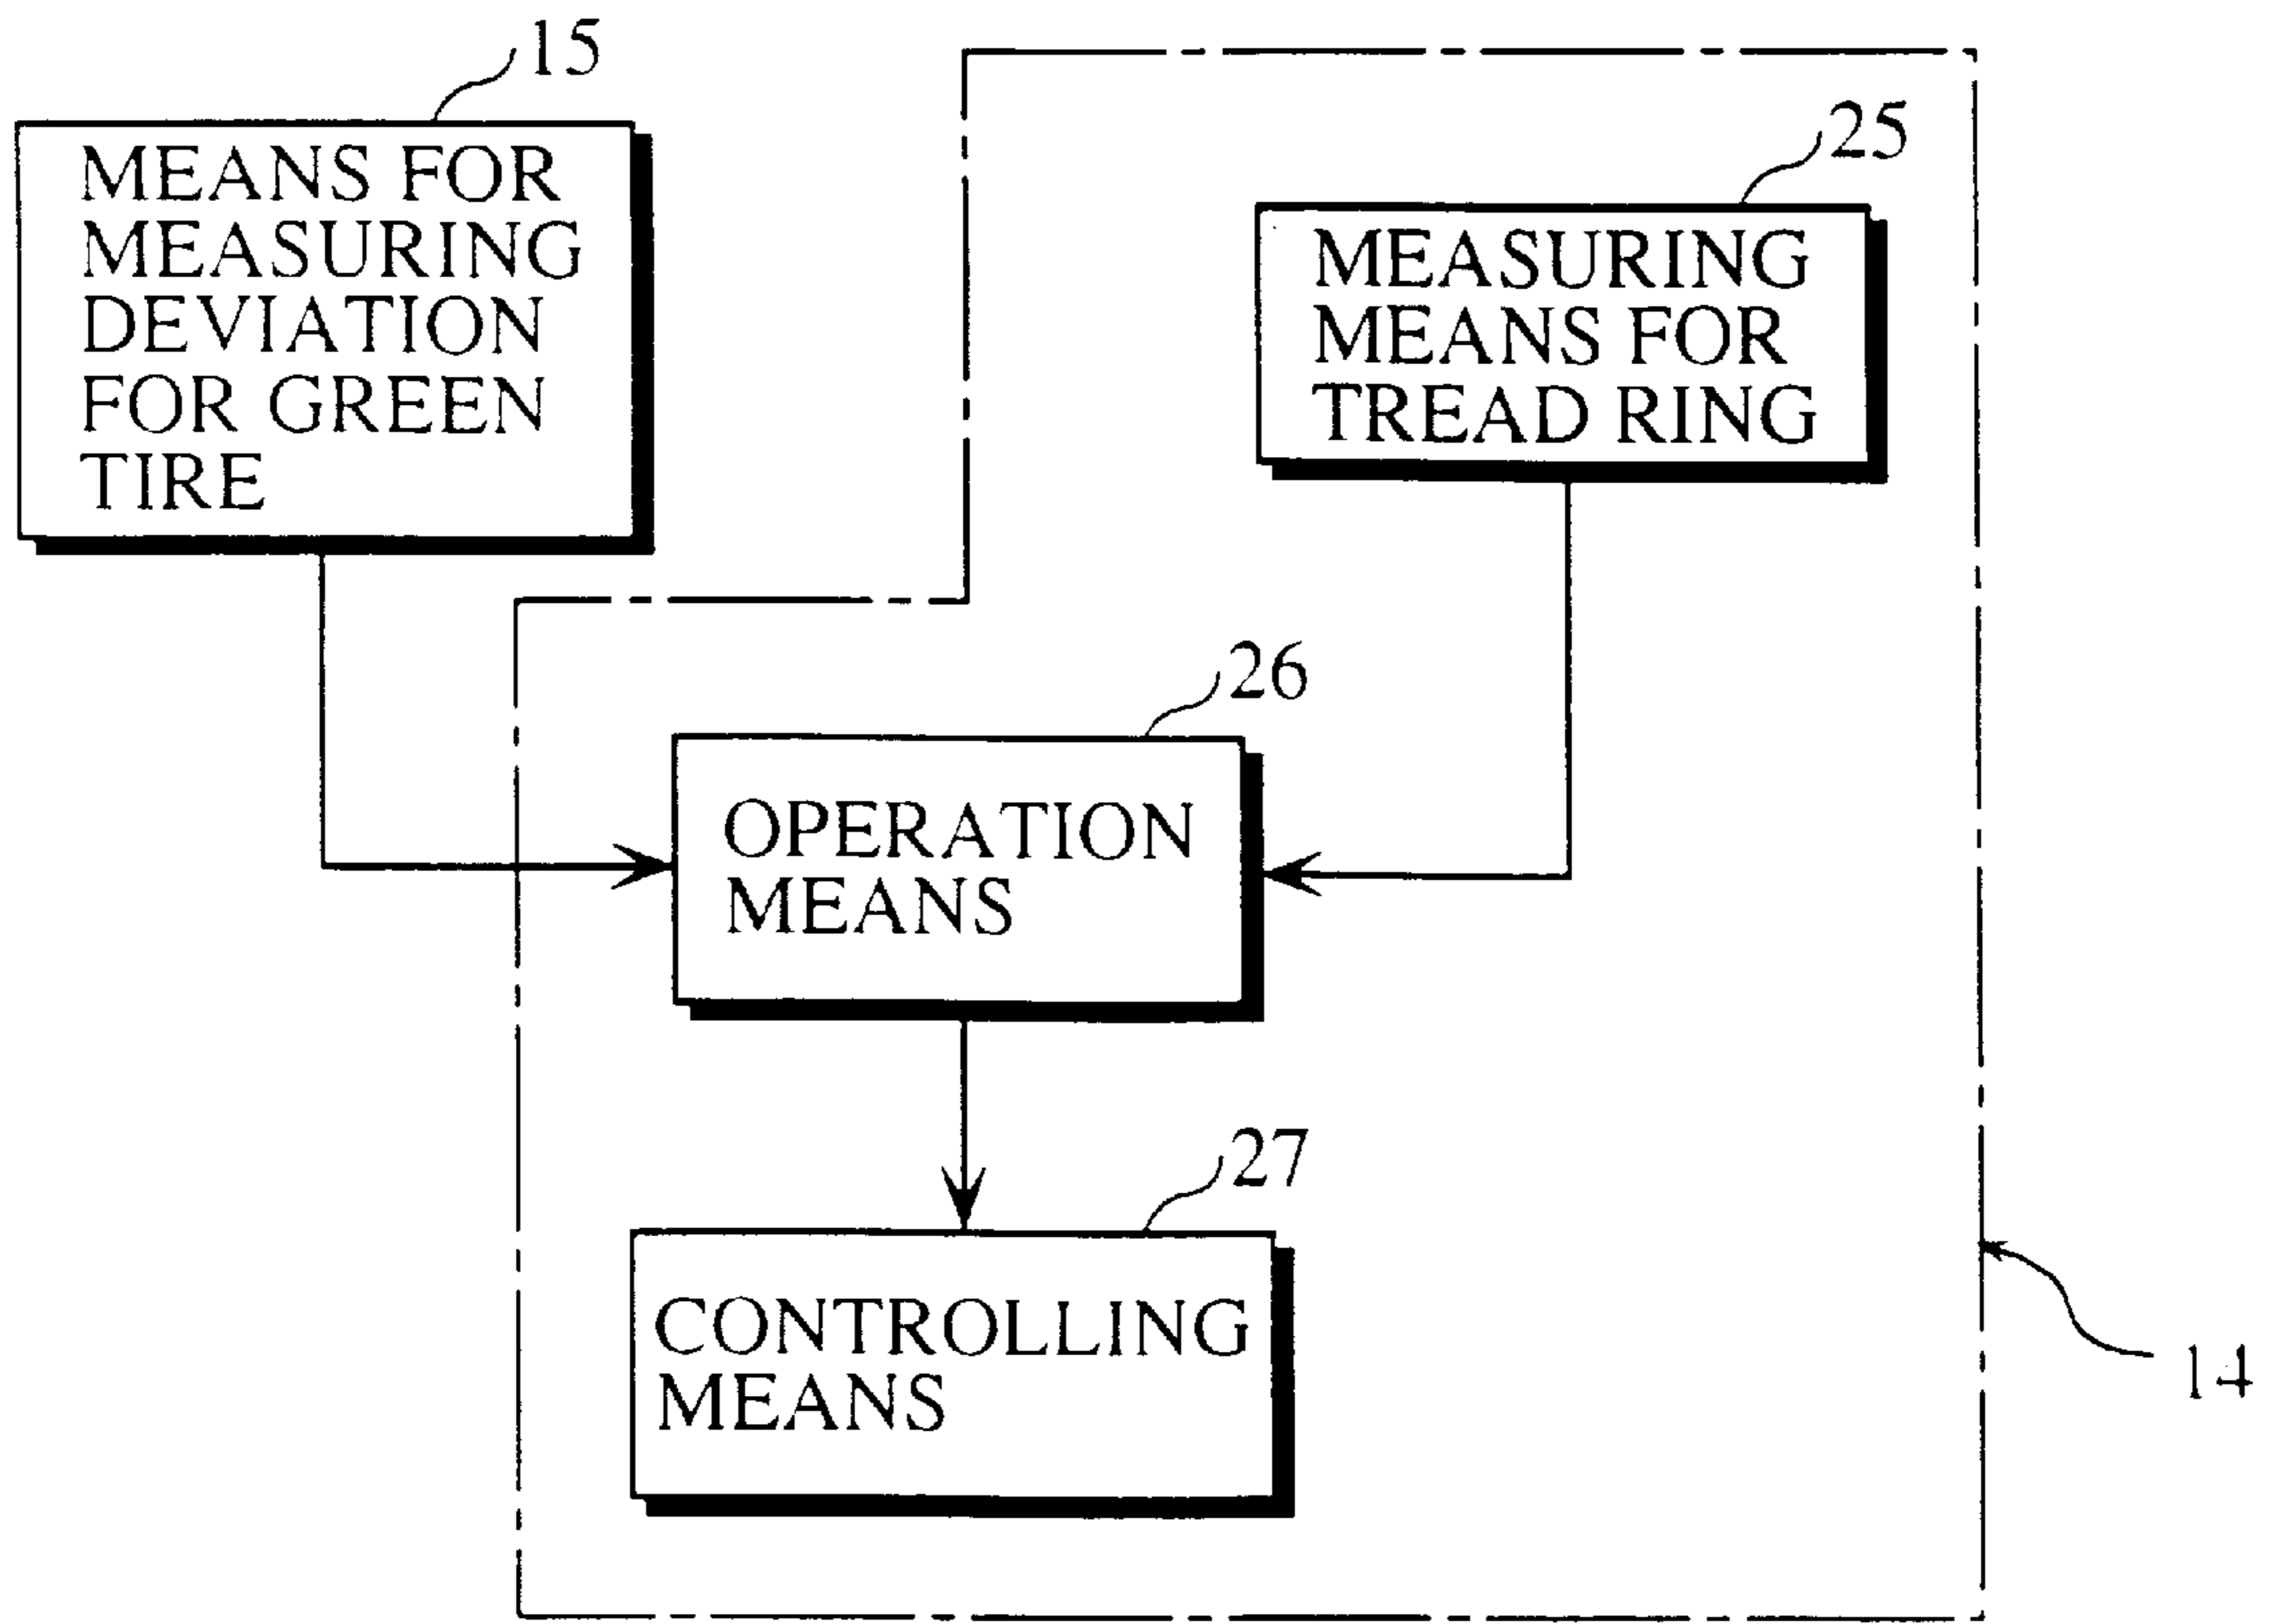 15
MEANS FOR
MEASURING
DEVIATION
FOR GREEN
TIRE
25
MEASURING
MEANS FOR
TREAD RING
26
OPERATION
MEANS
27
CONTROLLING
MEANS
14